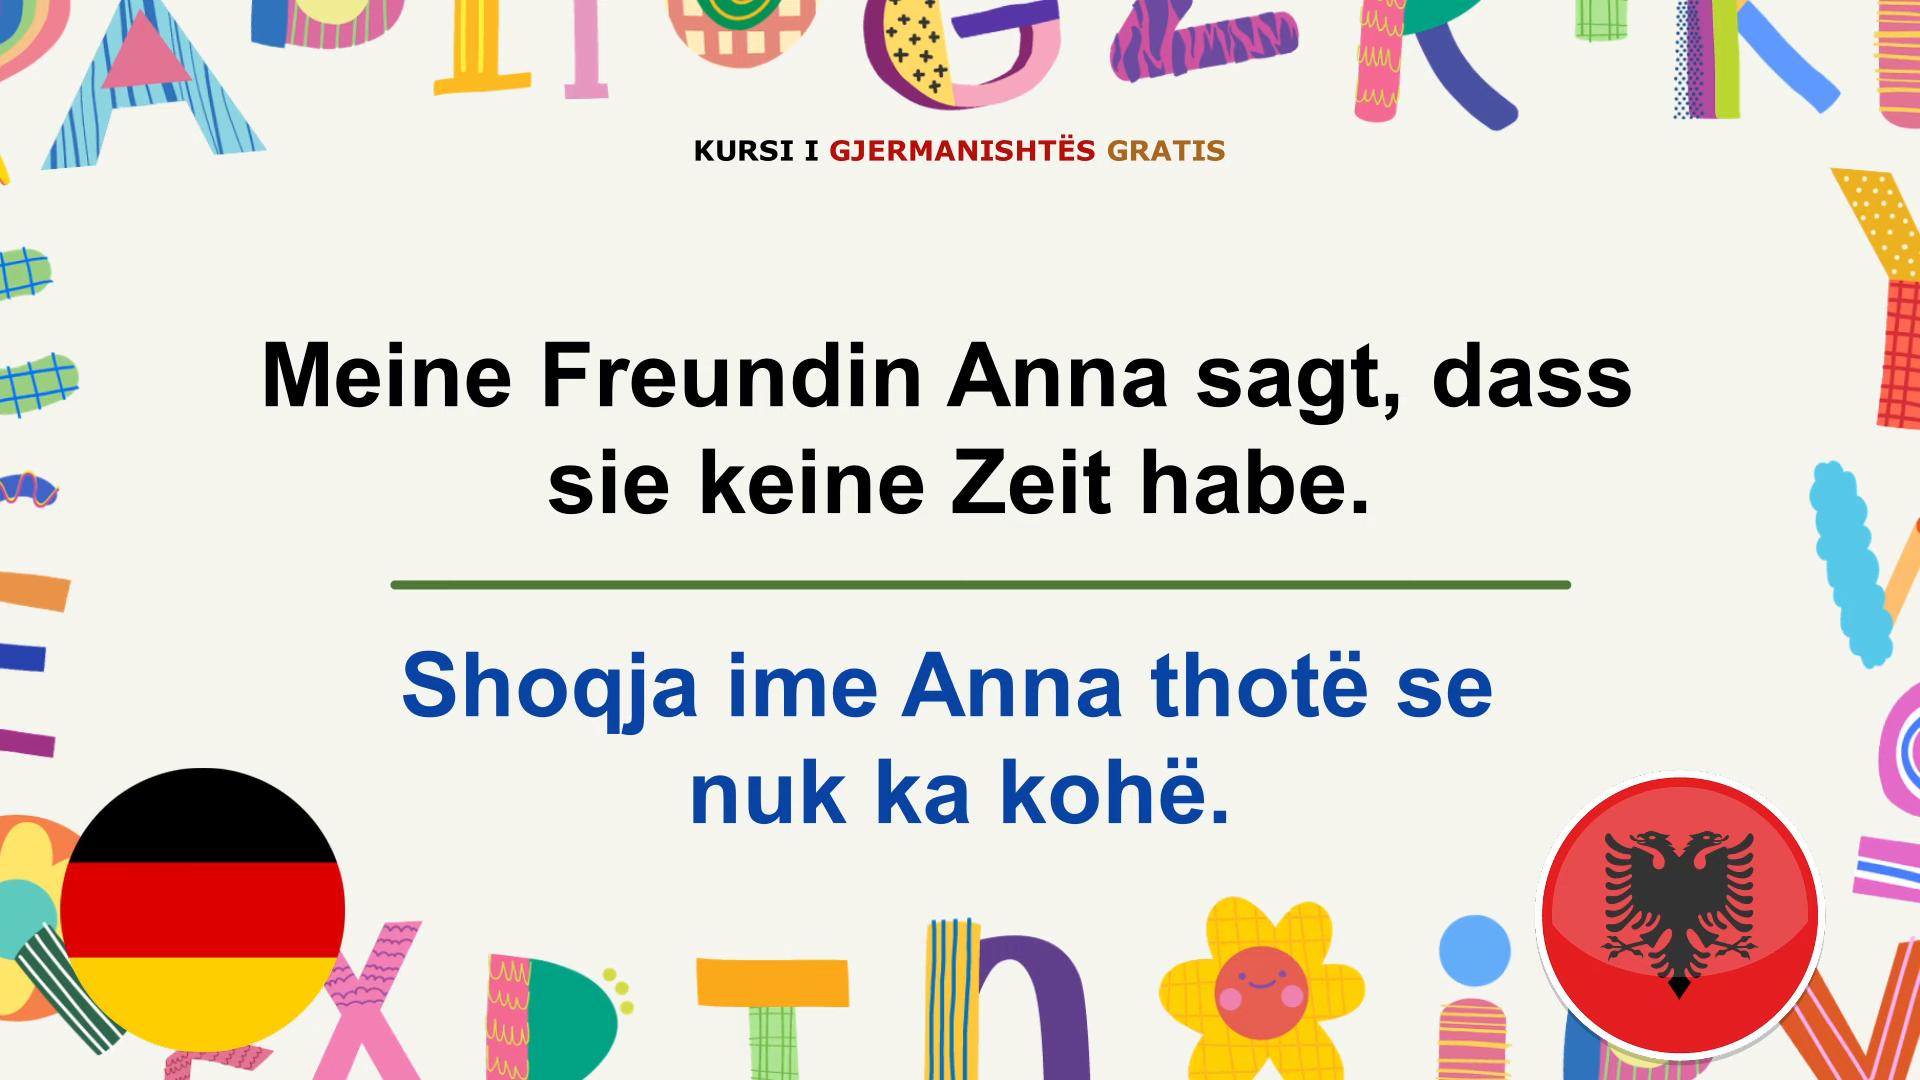 KURSI I GJERMANISHTËS GRATIS
Meine Freundin Anna sagt, dass
sie keine Zeit habe.
Shoqja ime Anna thotë se
nuk ka kohë.